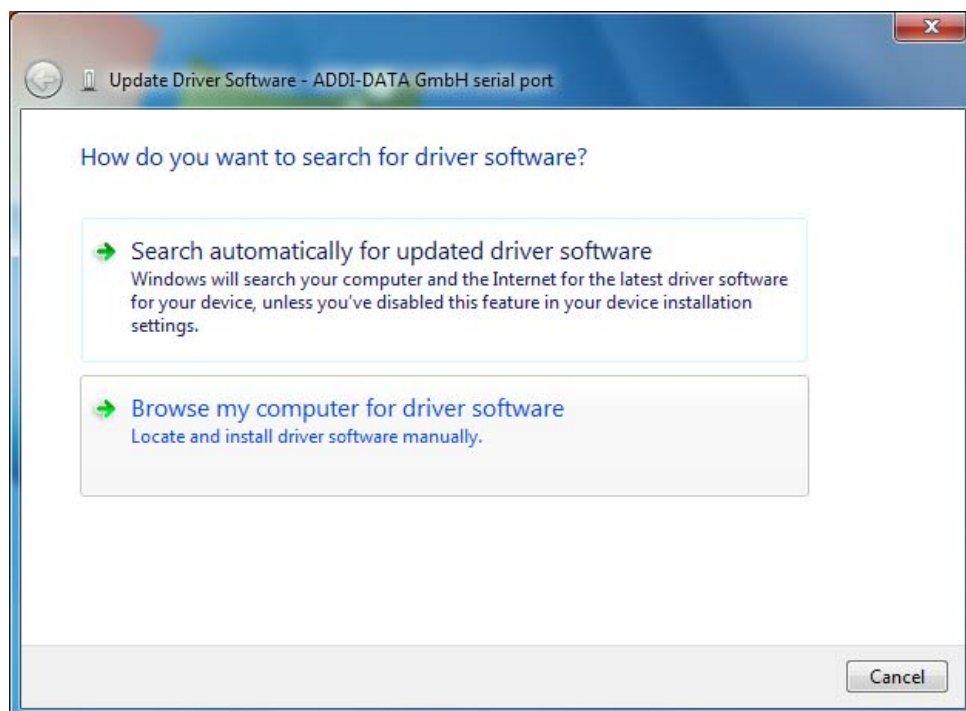 Update Driver Software - ADDI-DATA GmbH serial port
How do you want to search for driver software?
Search automatically for updated driver software
Windows will search your computer and the Internet for the latest driver software
for your device, unless you've disabled this feature in your device installation
settings.
Browse my computer for driver software
Locate and install driver software manually.
Cancel